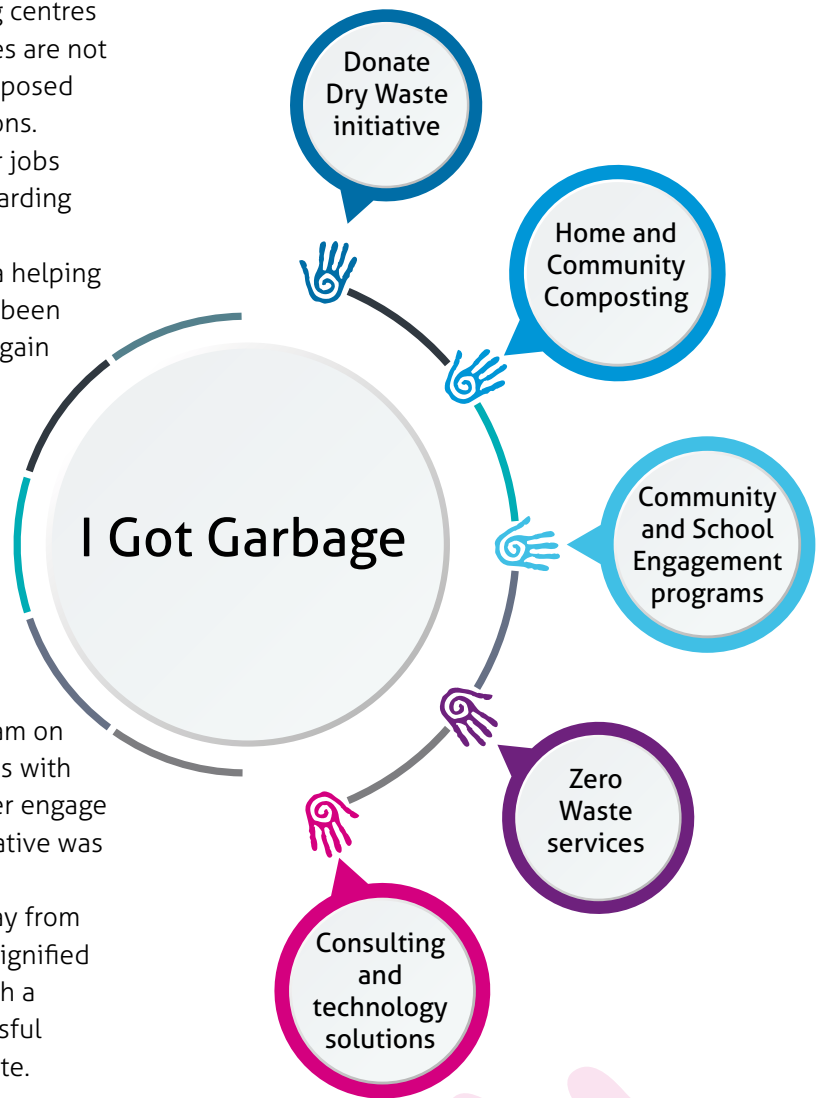 centres
es are not
posed
ons.
jobs
arding
a helping
been
gain
am on
s with
er engage
ative was
ay from
ignified
h a
sful
te.
Donate
Dry Waste
initiative
Home and
Community
Composting
Community
and School
Engagement
programs
I Got Garbage
Zero
Waste
services
Consulting
and
technology
solutions